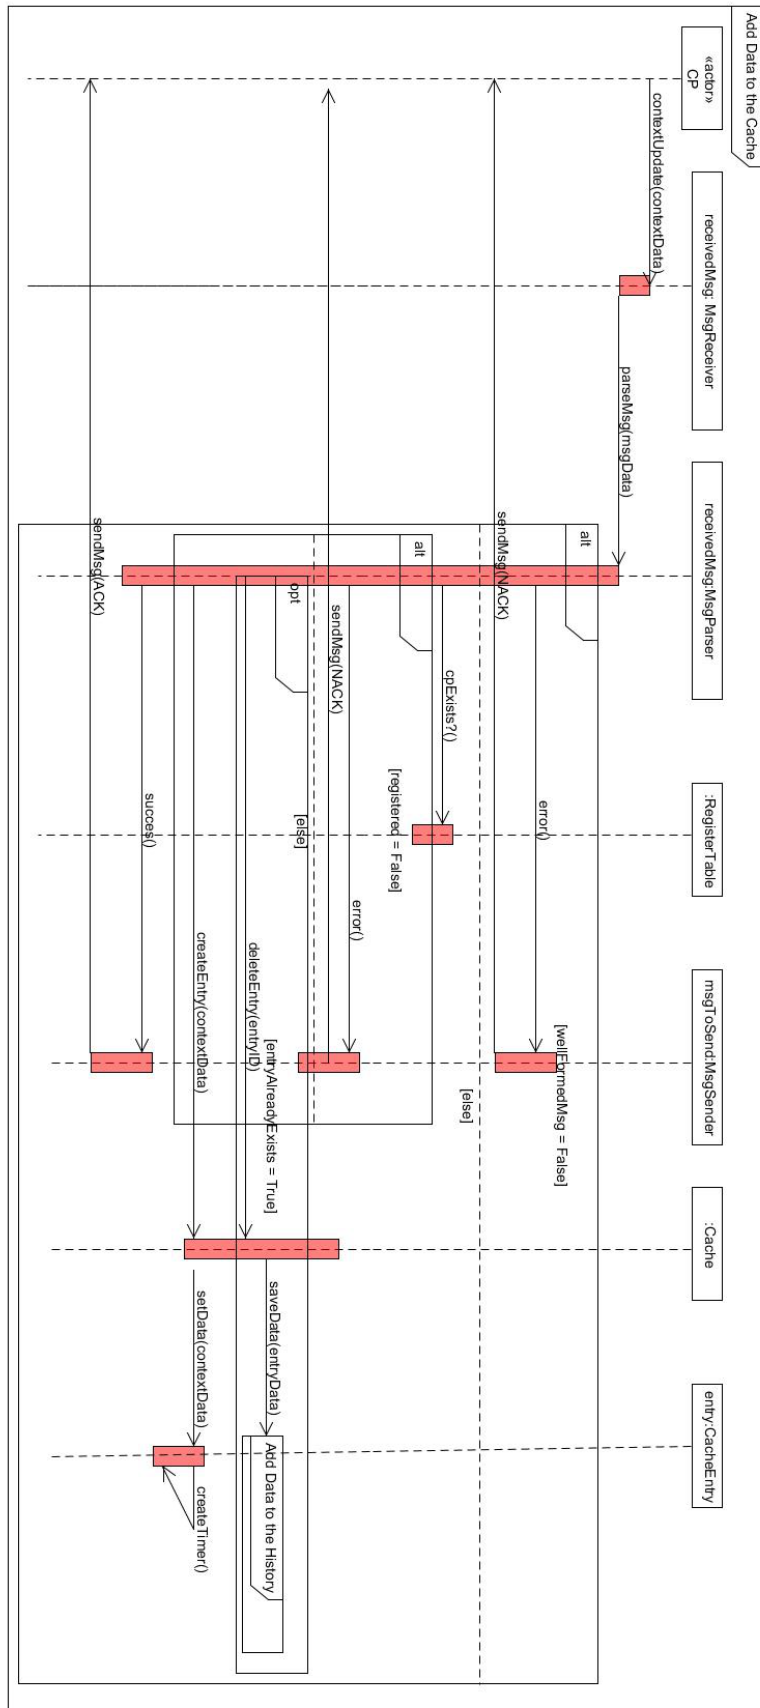 Add Data to the Cache
«actor»
CP
receivedMsg: MsgReceiver
receivedMsg:MsgParser
:RegisterTable
msgToSend:MsgSender
:Cache
entry:CacheEntry
contextUpdate(contextData)
parseMsg(msgData)
alt
[wellFormedMsg = False]
error()
sendMsg(NACK)
[else]
cpExists?()
alt
[registered = False]
error()
sendMsg(NACK)
[else]
opt
[entryAlreadyExists = True]
saveData(entryData)
Add Data to the History
deleteEntry(entryID)
createEntry(contextData)
setData(contextData)
createTimer()
succes()
sendMsg(ACK)